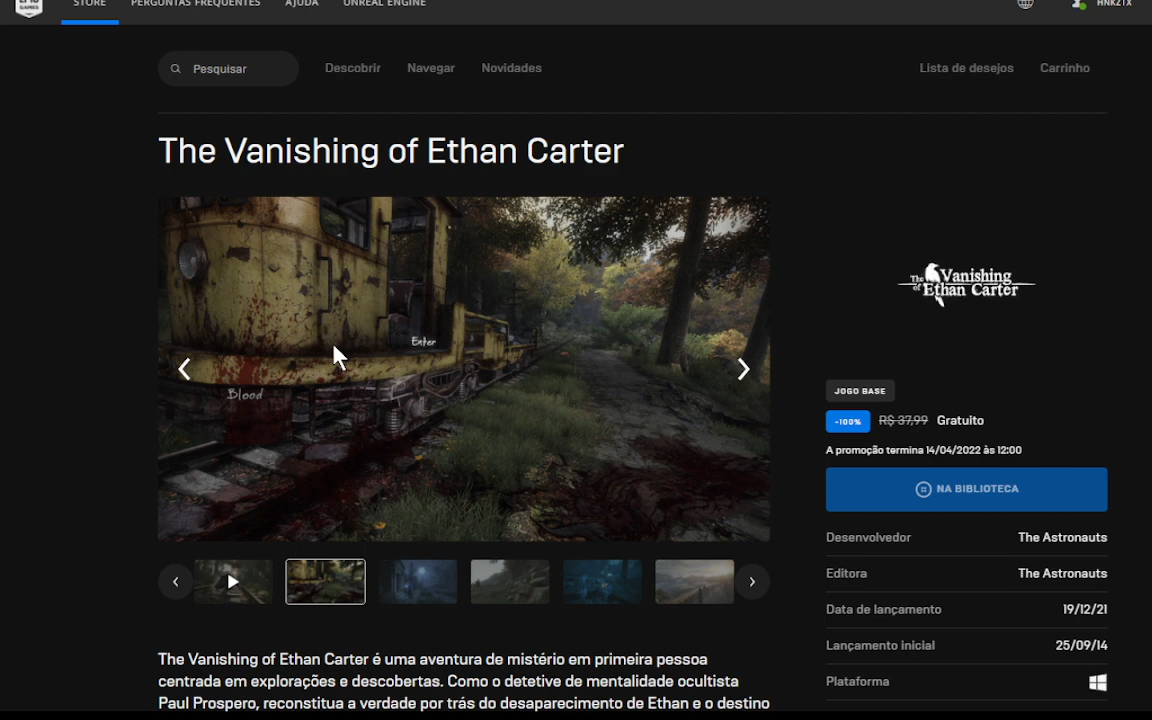 STORE PERGUNTAS FREQUENTES AJUDA UNREAL ENGINE HNKZTX
Pesquisar Descobrir Navegar Novidades Lista de desejos Carrinho
The Vanishing of Ethan Carter
Enter
Blood
The Vanishing
of Ethan Carter
JOGO BASE
-100% R$ 37,99 Gratuito
A promoção termina 14/04/2022 às 12:00
NA BIBLIOTECA
Desenvolvedor The Astronauts
Editora The Astronauts
Data de lançamento 19/12/21
Lançamento inicial 25/09/14
Plataforma
The Vanishing of Ethan Carter é uma aventura de mistério em primeira pessoa
centrada em explorações e descobertas. Como o detetive de mentalidade ocultista
Paul Prospero, reconstitua a verdade por trás do desaparecimento de Ethan e o destino